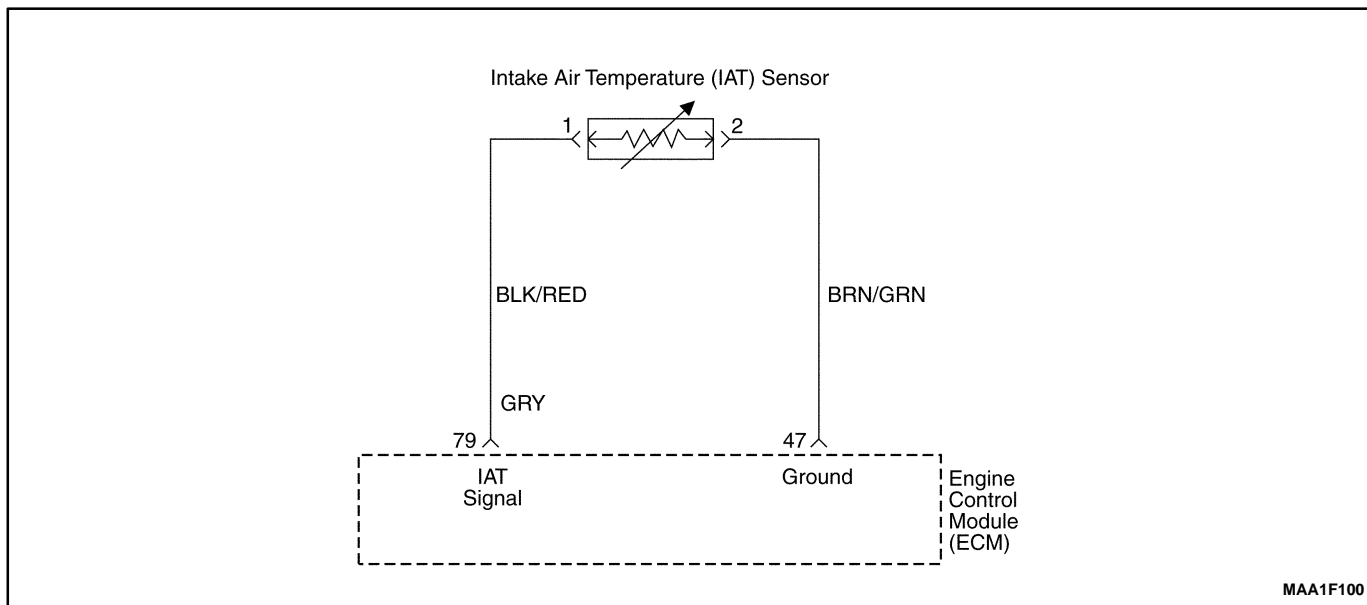 Intake Air Temperature (IAT) Sensor
1
2
BLK/RED
BRN/GRN
GRY
79
47
IAT
Signal
Ground
Engine
Control
Module
(ECM)
MAA1F100